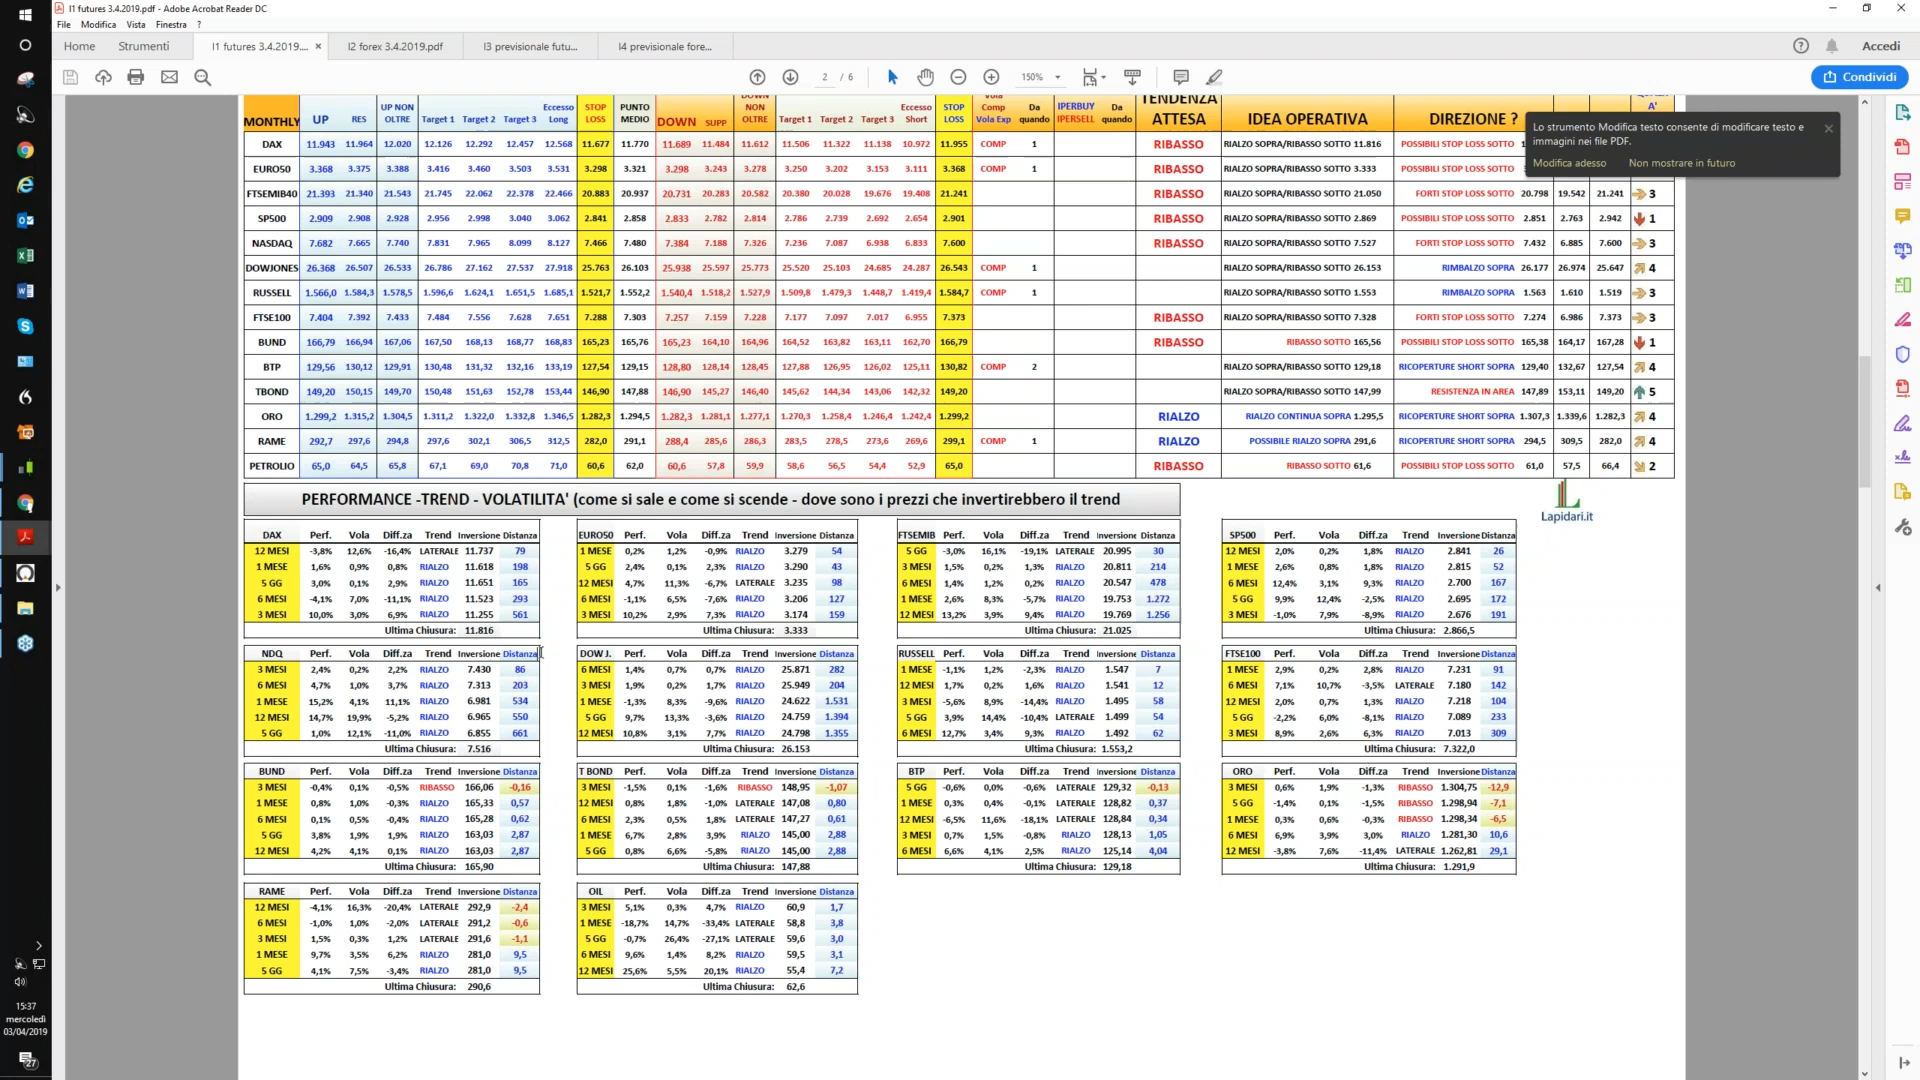 I1 futures 3.4.2019.pdf - Adobe Acrobat Reader DC
File Modifica Vista Finestra ?
Home Strumenti I1 futures 3.4.2019.... × I2 forex 3.4.2019.pdf I3 previsionale futu... I4 previsionale fore... Accedi
2 / 6 150% Condividi
Lo strumento Modifica testo consente di modificare testo e
immagini nei file PDF.
Modifica adesso Non mostrare in futuro
MONTHLY UP RES UP NON OLTRE Target 1 Target 2 Target 3 Eccesso Long STOP LOSS PUNTO MEDIO DOWN SUPP DOWN NON OLTRE Target 1 Target 2 Target 3 Eccesso Short STOP LOSS Vola Comp Vola Exp Da quando IPERBUY IPERSELL Da quando TENDENZA ATTESA IDEA OPERATIVA DIREZIONE ? A'
DAX 11.943 11.964 12.020 12.126 12.292 12.457 12.568 11.677 11.770 11.689 11.484 11.612 11.506 11.322 11.138 10.972 11.955 COMP 1 RIBASSO RIALZO SOPRA/RIBASSO SOTTO 11.816 POSSIBILI STOP LOSS SOTTO
EURO50 3.368 3.375 3.388 3.416 3.460 3.503 3.531 3.298 3.321 3.298 3.243 3.278 3.250 3.202 3.153 3.111 3.368 COMP 1 RIBASSO RIALZO SOPRA/RIBASSO SOTTO 3.333 POSSIBILI STOP LOSS SOTTO
FTSEMIB40 21.393 21.340 21.543 21.745 22.062 22.378 22.466 20.883 20.937 20.731 20.283 20.582 20.380 20.028 19.676 19.408 21.241 RIBASSO RIALZO SOPRA/RIBASSO SOTTO 21.050 FORTI STOP LOSS SOTTO 20.798 19.542 21.241 3
SP500 2.909 2.908 2.928 2.956 2.998 3.040 3.062 2.841 2.858 2.833 2.782 2.814 2.786 2.739 2.692 2.654 2.901 RIBASSO RIALZO SOPRA/RIBASSO SOTTO 2.869 POSSIBILI STOP LOSS SOTTO 2.851 2.763 2.942 1
NASDAQ 7.682 7.665 7.740 7.831 7.965 8.099 8.127 7.466 7.480 7.384 7.188 7.326 7.236 7.087 6.938 6.833 7.600 RIBASSO RIALZO SOPRA/RIBASSO SOTTO 7.527 FORTI STOP LOSS SOTTO 7.432 6.885 7.600 3
DOWJONES 26.368 26.507 26.533 26.786 27.162 27.537 27.918 25.763 26.103 25.938 25.597 25.773 25.520 25.103 24.685 24.287 26.543 COMP 1 RIALZO SOPRA/RIBASSO SOTTO 26.153 RIMBALZO SOPRA 26.177 26.974 25.647 4
RUSSELL 1.566,0 1.584,3 1.578,5 1.596,6 1.624,1 1.651,5 1.685,1 1.521,7 1.552,2 1.540,4 1.518,2 1.527,9 1.509,8 1.479,3 1.448,7 1.419,4 1.584,7 COMP 1 RIALZO SOPRA/RIBASSO SOTTO 1.553 RIMBALZO SOPRA 1.563 1.610 1.519 3
FTSE100 7.404 7.392 7.433 7.484 7.556 7.628 7.651 7.288 7.303 7.257 7.159 7.228 7.177 7.097 7.017 6.955 7.373 RIBASSO RIALZO SOPRA/RIBASSO SOTTO 7.328 FORTI STOP LOSS SOTTO 7.274 6.986 7.373 3
BUND 166,79 166,94 167,06 167,50 168,13 168,77 168,83 165,23 165,76 165,23 164,10 164,96 164,52 163,82 163,11 162,70 166,79 RIBASSO RIBASSO SOTTO 165,56 POSSIBILI STOP LOSS SOTTO 165,38 164,17 167,28 1
BTP 129,56 130,12 129,91 130,48 131,32 132,16 133,19 127,54 129,15 128,80 128,14 128,45 127,88 126,95 126,02 125,11 130,82 COMP 2 RIALZO SOPRA/RIBASSO SOTTO 129,18 RICOPERTURE SHORT SOPRA 129,40 132,67 127,54 4
TBOND 149,20 150,15 149,70 150,48 151,63 152,78 153,44 146,90 147,88 146,90 145,27 146,40 145,62 144,34 143,06 142,32 149,20 RIALZO SOPRA/RIBASSO SOTTO 147,99 RESISTENZA IN AREA 147,89 153,11 149,20 5
ORO 1.299,2 1.315,2 1.304,5 1.311,2 1.322,0 1.332,8 1.346,5 1.282,3 1.294,5 1.282,3 1.281,1 1.277,1 1.270,3 1.258,4 1.246,4 1.242,4 1.299,2 RIALZO RIALZO CONTINUA SOPRA 1.295,5 RICOPERTURE SHORT SOPRA 1.307,3 1.339,6 1.282,3 4
RAME 292,7 297,6 294,8 297,6 302,1 306,5 312,5 282,0 291,1 288,4 285,6 286,3 283,5 278,5 273,6 269,6 299,1 COMP 1 RIALZO POSSIBILE RIALZO SOPRA 291,6 RICOPERTURE SHORT SOPRA 294,5 309,5 282,0 4
PETROLIO 65,0 64,5 65,8 67,1 69,0 70,8 71,0 60,6 62,0 60,6 57,8 59,9 58,6 56,5 54,4 52,9 65,0 RIBASSO RIBASSO SOTTO 61,6 POSSIBILI STOP LOSS SOTTO 61,0 57,5 66,4 2
PERFORMANCE -TREND - VOLATILITA' (come si sale e come si scende - dove sono i prezzi che invertirebbero il trend
Lapidari.it
DAX Perf. Vola Diff.za Trend Inversione Distanza
12 MESI -3,8% 12,6% -16,4% LATERALE 11.737 79
1 MESE 1,6% 0,9% 0,8% RIALZO 11.618 198
5 GG 3,0% 0,1% 2,9% RIALZO 11.651 165
6 MESI -4,1% 7,0% -11,1% RIALZO 11.523 293
3 MESI 10,0% 3,0% 6,9% RIALZO 11.255 561
Ultima Chiusura: 11.816
EURO50 Perf. Vola Diff.za Trend Inversione Distanza
1 MESE 0,2% 1,2% -0,9% RIALZO 3.279 54
5 GG 2,4% 0,1% 2,3% RIALZO 3.290 43
12 MESI 4,7% 11,3% -6,7% LATERALE 3.235 98
6 MESI -1,1% 6,5% -7,6% RIALZO 3.206 127
3 MESI 10,2% 2,9% 7,3% RIALZO 3.174 159
Ultima Chiusura: 3.333
FTSEMIB Perf. Vola Diff.za Trend Inversione Distanza
5 GG -3,0% 16,1% -19,1% LATERALE 20.995 30
3 MESI 1,5% 0,2% 1,3% RIALZO 20.811 214
6 MESI 1,4% 1,2% 0,2% RIALZO 20.547 478
1 MESE 2,6% 8,3% -5,7% RIALZO 19.753 1.272
12 MESI 13,2% 3,9% 9,4% RIALZO 19.769 1.256
Ultima Chiusura: 21.025
SP500 Perf. Vola Diff.za Trend Inversione Distanza
12 MESI 2,0% 0,2% 1,8% RIALZO 2.841 26
1 MESE 2,6% 0,8% 1,8% RIALZO 2.815 52
6 MESI 12,4% 3,1% 9,3% RIALZO 2.700 167
5 GG 9,9% 12,4% -2,5% RIALZO 2.695 172
3 MESI -1,0% 7,9% -8,9% RIALZO 2.676 191
Ultima Chiusura: 2.866,5
NDQ Perf. Vola Diff.za Trend Inversione Distanza
3 MESI 2,4% 0,2% 2,2% RIALZO 7.430 86
6 MESI 4,7% 1,0% 3,7% RIALZO 7.313 203
1 MESE 15,2% 4,1% 11,1% RIALZO 6.981 534
12 MESI 14,7% 19,9% -5,2% RIALZO 6.965 550
5 GG 1,0% 12,1% -11,0% RIALZO 6.855 661
Ultima Chiusura: 7.516
DOW J. Perf. Vola Diff.za Trend Inversione Distanza
6 MESI 1,4% 0,7% 0,7% RIALZO 25.871 282
3 MESI 1,9% 0,2% 1,7% RIALZO 25.949 204
1 MESE -1,3% 8,3% -9,6% RIALZO 24.622 1.531
5 GG 9,7% 13,3% -3,6% RIALZO 24.759 1.394
12 MESI 10,8% 3,1% 7,7% RIALZO 24.798 1.355
Ultima Chiusura: 26.153
RUSSELL Perf. Vola Diff.za Trend Inversione Distanza
1 MESE -1,1% 1,2% -2,3% RIALZO 1.547 7
12 MESI 1,7% 0,2% 1,6% RIALZO 1.541 12
3 MESI -5,6% 8,9% -14,4% RIALZO 1.495 58
5 GG 3,9% 14,4% -10,4% LATERALE 1.499 54
6 MESI 12,7% 3,4% 9,3% RIALZO 1.492 62
Ultima Chiusura: 1.553,2
FTSE100 Perf. Vola Diff.za Trend Inversione Distanza
1 MESE 2,9% 0,2% 2,8% RIALZO 7.231 91
6 MESI 7,1% 10,7% -3,5% LATERALE 7.180 142
12 MESI 2,0% 0,7% 1,3% RIALZO 7.218 104
5 GG -2,2% 6,0% -8,1% RIALZO 7.089 233
3 MESI 8,9% 2,6% 6,3% RIALZO 7.013 309
Ultima Chiusura: 7.322,0
BUND Perf. Vola Diff.za Trend Inversione Distanza
3 MESI -0,4% 0,1% -0,5% RIBASSO 166,06 -0,16
1 MESE 0,8% 1,0% -0,3% RIALZO 165,33 0,57
6 MESI 0,1% 0,5% -0,4% RIALZO 165,28 0,62
5 GG 3,8% 1,9% 1,9% RIALZO 163,03 2,87
12 MESI 4,2% 4,1% 0,1% RIALZO 163,03 2,87
Ultima Chiusura: 165,90
T BOND Perf. Vola Diff.za Trend Inversione Distanza
3 MESI -1,5% 0,1% -1,6% RIBASSO 148,95 -1,07
12 MESI 0,8% 1,8% -1,0% LATERALE 147,08 0,80
6 MESI 2,3% 0,5% 1,8% LATERALE 147,27 0,61
1 MESE 6,7% 2,8% 3,9% RIALZO 145,00 2,88
5 GG 0,8% 6,6% -5,8% RIALZO 145,00 2,88
Ultima Chiusura: 147,88
BTP Perf. Vola Diff.za Trend Inversione Distanza
5 GG -0,6% 0,0% -0,6% LATERALE 129,32 -0,13
1 MESE 0,3% 0,4% -0,1% LATERALE 128,82 0,37
12 MESI -6,5% 11,6% -18,1% LATERALE 128,84 0,34
3 MESI 0,7% 1,5% -0,8% RIALZO 128,13 1,05
6 MESI 6,6% 4,1% 2,5% RIALZO 125,14 4,04
Ultima Chiusura: 129,18
ORO Perf. Vola Diff.za Trend Inversione Distanza
3 MESI 0,6% 1,9% -1,3% RIBASSO 1.304,75 -12,9
5 GG -1,4% 0,1% -1,5% RIBASSO 1.298,94 -7,1
1 MESE 0,3% 0,6% -0,3% RIBASSO 1.298,34 -6,5
6 MESI 6,9% 3,9% 3,0% RIALZO 1.281,30 10,6
12 MESI -3,8% 7,6% -11,4% LATERALE 1.262,81 29,1
Ultima Chiusura: 1.291,9
RAME Perf. Vola Diff.za Trend Inversione Distanza
12 MESI -4,1% 16,3% -20,4% LATERALE 292,9 -2,4
6 MESI -1,0% 1,0% -2,0% LATERALE 291,2 -0,6
3 MESI 1,5% 0,3% 1,2% LATERALE 291,6 -1,1
1 MESE 9,7% 3,5% 6,2% RIALZO 281,0 9,5
5 GG 4,1% 7,5% -3,4% RIALZO 281,0 9,5
Ultima Chiusura: 290,6
OIL Perf. Vola Diff.za Trend Inversione Distanza
3 MESI 5,1% 0,3% 4,7% RIALZO 60,9 1,7
1 MESE -18,7% 14,7% -33,4% LATERALE 58,8 3,8
5 GG -0,7% 26,4% -27,1% LATERALE 59,6 3,0
6 MESI 9,6% 1,4% 8,2% RIALZO 59,5 3,1
12 MESI 25,6% 5,5% 20,1% RIALZO 55,4 7,2
Ultima Chiusura: 62,6
15:37
mercoledì
03/04/2019
27